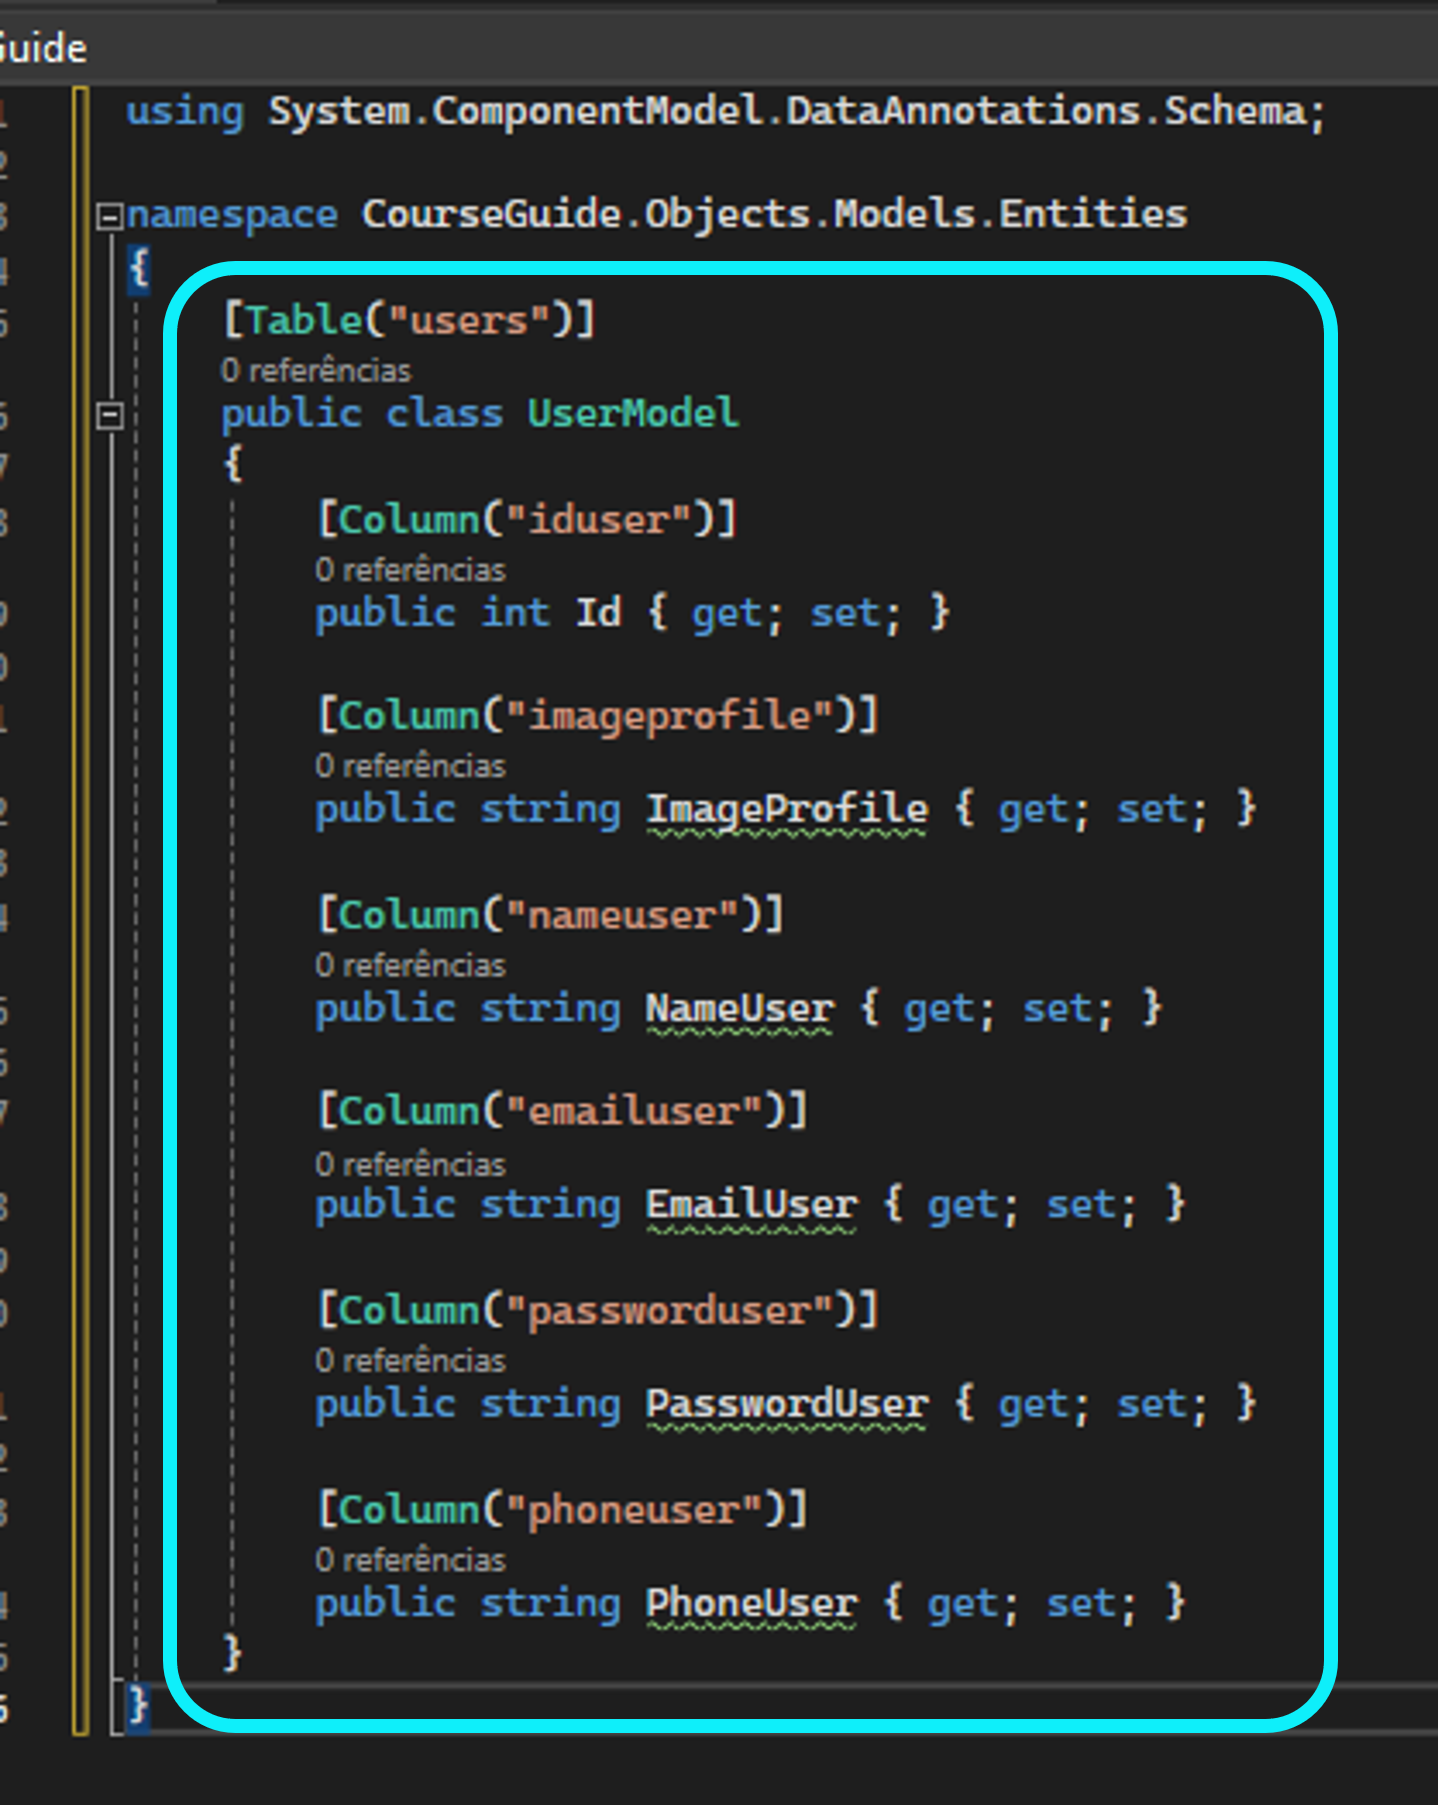 Guide
using System.ComponentModel.DataAnnotations.Schema;
namespace CourseGuide.Objects.Models.Entities
{
[Table("users")]
0 referências
public class UserModel
{
[Column("iduser")]
0 referências
public int Id { get; set; }
[Column("imageprofile")]
0 referências
public string ImageProfile { get; set; }
[Column("nameuser")]
0 referências
public string NameUser { get; set; }
[Column("emailuser")]
0 referências
public string EmailUser { get; set; }
[Column("passworduser")]
0 referências
public string PasswordUser { get; set; }
[Column("phoneuser")]
0 referências
public string PhoneUser { get; set; }
}
}